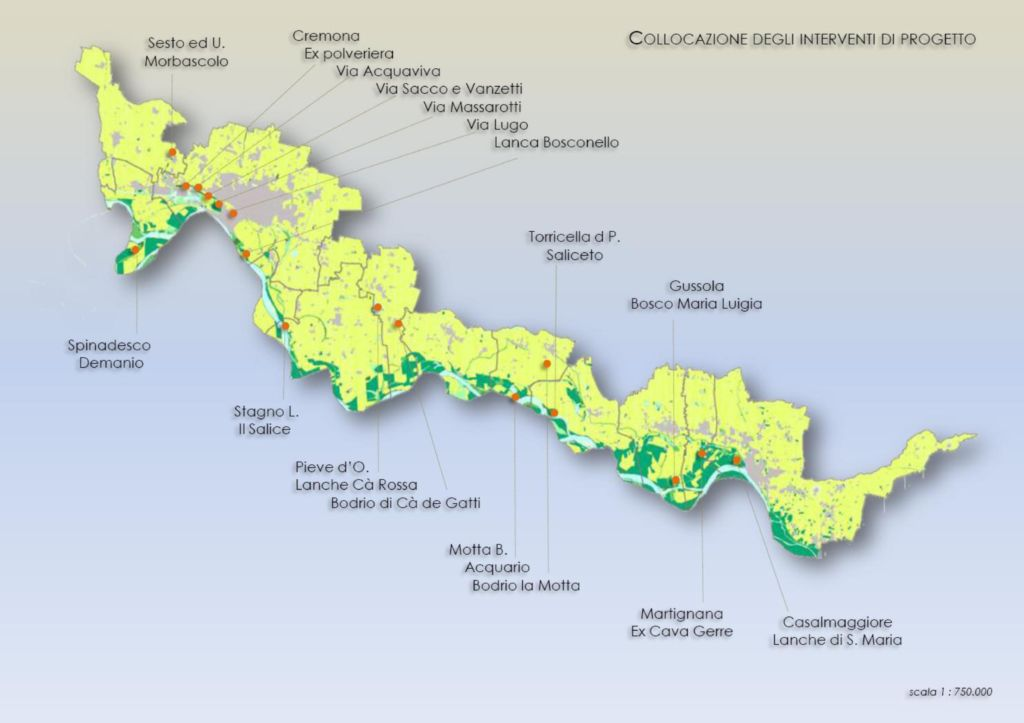 COLLOCAZIONE DEGLI INTERVENTI DI PROGETTO
Sesto ed U.
Morbascolo
Cremona
Ex polveriera
Via Acquaviva
Via Sacco e Vanzetti
Via Massarotti
Via Lugo
Lanca Bosconello
Torricella d P.
Saliceto
Gussola
Bosco Maria Luigia
Spinadesco
Demanio
Stagno L.
Il Salice
Pieve d'O.
Lanche Cà Rossa
Bodrio di Cà de Gatti
Motta B.
Acquario
Bodrio la Motta
Martignana
Ex Cava Gerre
Casalmaggiore
Lanche di S. Maria
scala 1 : 750.000